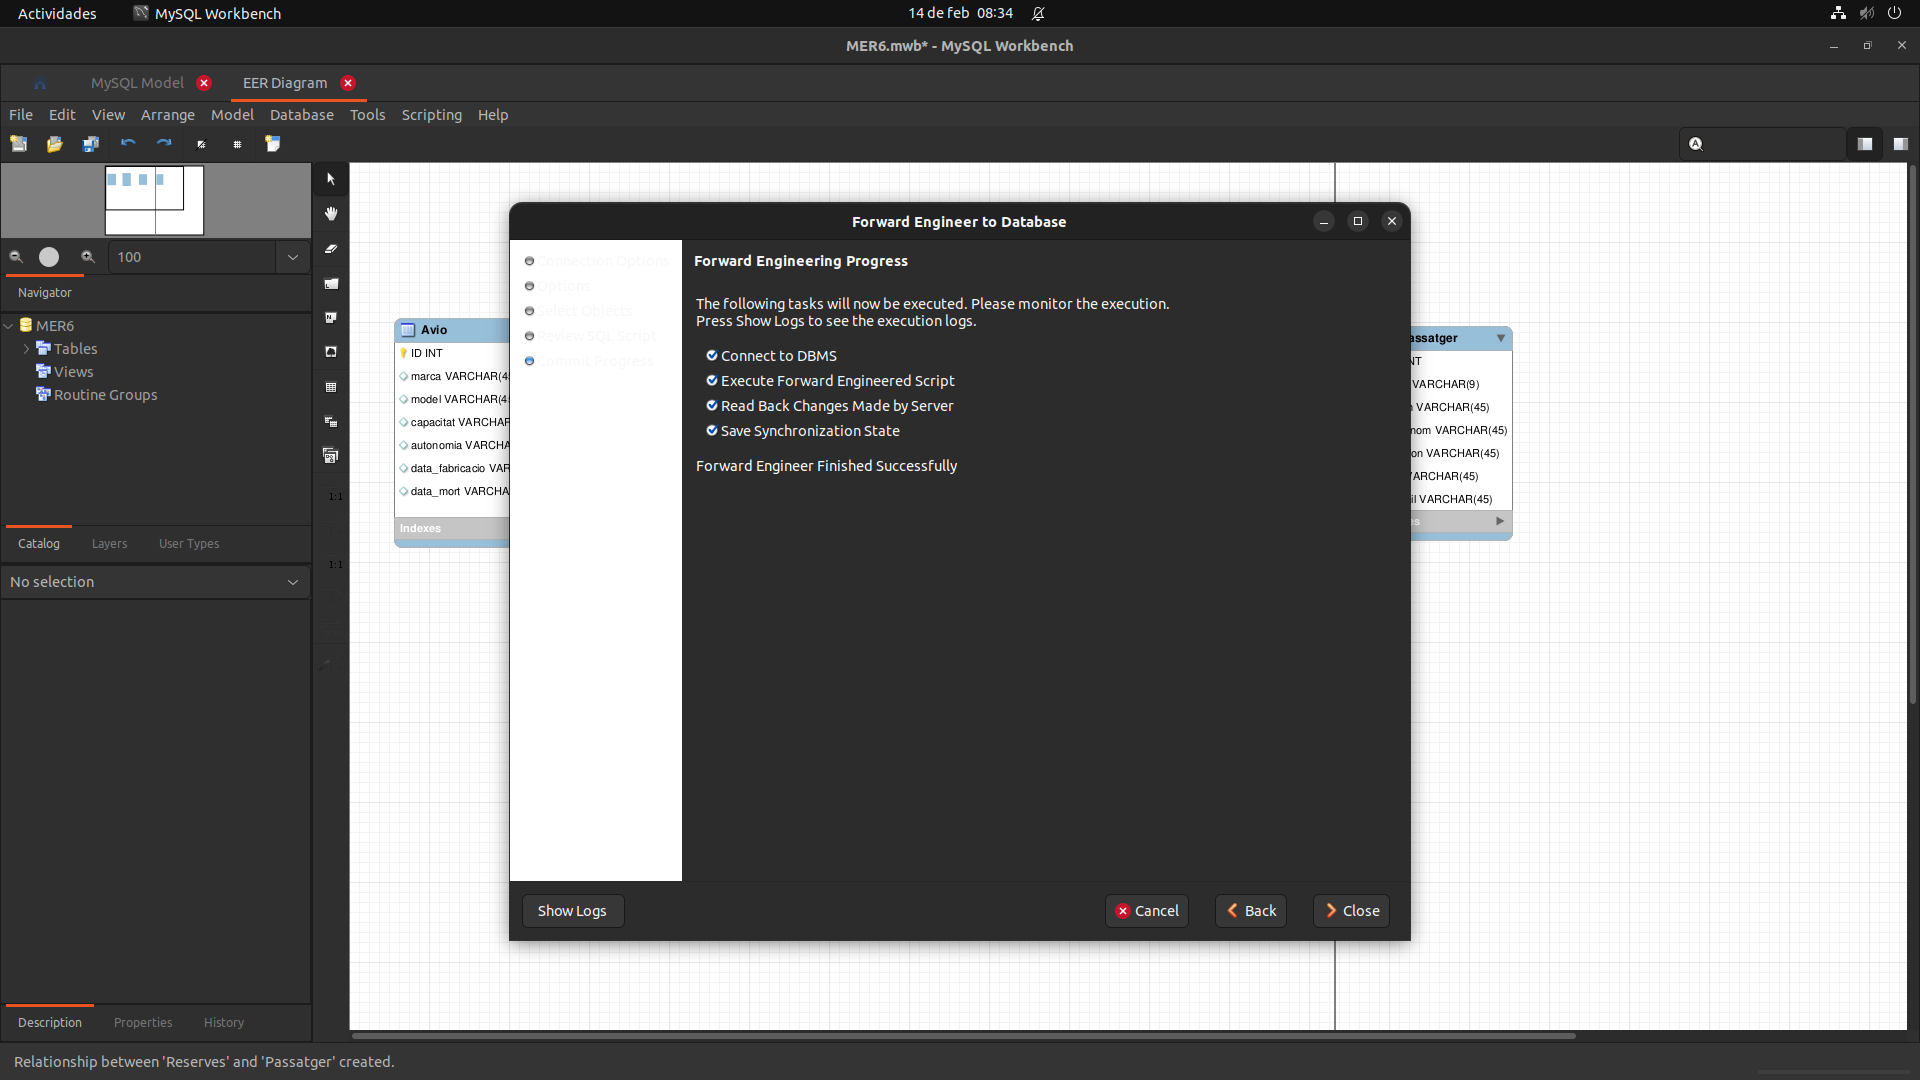 Actividades
MySQL Workbench
14 de feb 08:34
MER6.mwb* - MySQL Workbench
MySQL Model
EER Diagram
File Edit View Arrange Model Database Tools Scripting Help
100
Navigator
MER6
Tables
Views
Routine Groups
Catalog Layers User Types
No selection
Description Properties History
Relationship between 'Reserves' and 'Passatger' created.
1:1
1:1
Avio
ID INT
marca VARCHAR(4
model VARCHAR(4
capacitat VARCHAR
autonomia VARCHA
data_fabricacio VAR
data_mort VARCHA
Indexes
Forward Engineer to Database
Connection Options
Options
Select Objects
Review SQL Script
Commit Progress
Forward Engineering Progress
The following tasks will now be executed. Please monitor the execution.
Press Show Logs to see the execution logs.
Connect to DBMS
Execute Forward Engineered Script
Read Back Changes Made by Server
Save Synchronization State
Forward Engineer Finished Successfully
Show Logs
Cancel
Back
Close
assatger
NT
VARCHAR(9)
VARCHAR(45)
nom VARCHAR(45)
on VARCHAR(45)
VARCHAR(45)
il VARCHAR(45)
es